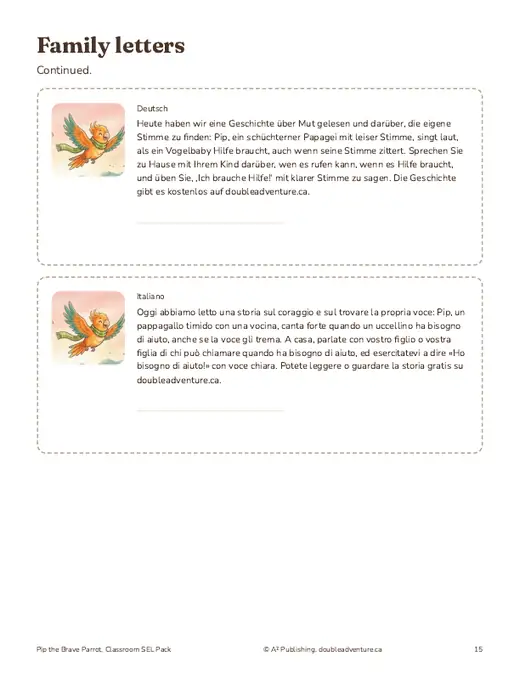 Family letters
Continued.
Deutsch
Heute haben wir eine Geschichte über Mut gelesen und darüber, die eigene
Stimme zu finden: Pip, ein schüchterner Papagei mit leiser Stimme, singt laut,
als ein Vogelbaby Hilfe braucht, auch wenn seine Stimme zittert. Sprechen Sie
zu Hause mit Ihrem Kind darüber, wen es rufen kann, wenn es Hilfe braucht,
und üben Sie, ‚Ich brauche Hilfe!‘ mit klarer Stimme zu sagen. Die Geschichte
gibt es kostenlos auf doubleadventure.ca.
Italiano
Oggi abbiamo letto una storia sul coraggio e sul trovare la propria voce: Pip, un
pappagallo timido con una vocina, canta forte quando un uccellino ha bisogno
di aiuto, anche se la voce gli trema. A casa, parlate con vostro figlio o vostra
figlia di chi può chiamare quando ha bisogno di aiuto, ed esercitatevi a dire «Ho
bisogno di aiuto!» con voce chiara. Potete leggere o guardare la storia gratis su
doubleadventure.ca.
Pip the Brave Parrot, Classroom SEL Pack
© A² Publishing, doubleadventure.ca
15